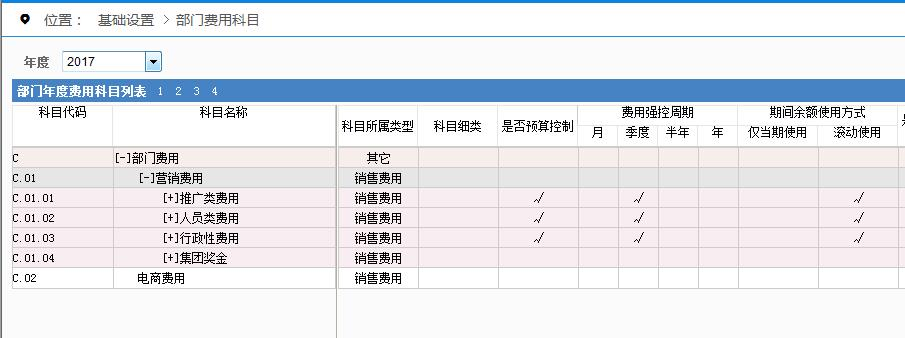 位置： 基础设置 > 部门费用科目
年度 2017
部门年度费用科目列表 1 2 3 4
科目代码 科目名称 科目所属类型 科目细类 是否预算控制 费用强控周期 期间余额使用方式
月 季度 半年 年 仅当期使用 滚动使用
C [-]部门费用 其它
C.01 [-]营销费用 销售费用
C.01.01 [+]推广类费用 销售费用 √ √ √
C.01.02 [+]人员类费用 销售费用 √ √ √
C.01.03 [+]行政性费用 销售费用 √ √ √
C.01.04 [+]集团奖金 销售费用
C.02 电商费用 销售费用